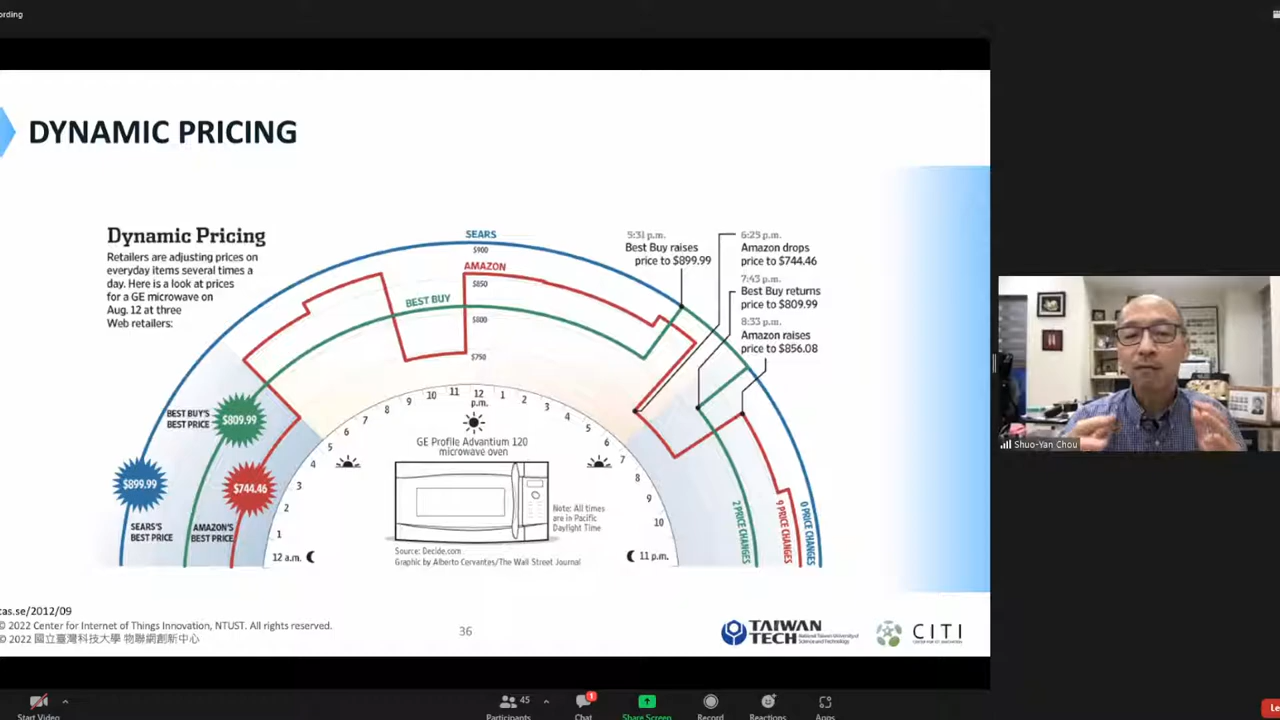 ording
DYNAMIC PRICING
Dynamic Pricing
Retailers are adjusting prices on
everyday items several times a
day. Here is a look at prices
for a GE microwave on
Aug. 12 at three
Web retailers:
SEARS
$900
AMAZON
$850
BEST BUY
$800
$750
5:31 p.m.
Best Buy raises
price to $899.99
6:25 p.m.
Amazon drops
price to $744.46
7:43 p.m.
Best Buy returns
price to $809.99
8:33 p.m.
Amazon raises
price to $856.08
BEST BUY'S
BEST PRICE
$809.99
$899.99
SEARS'S
BEST PRICE
$744.46
AMAZON'S
BEST PRICE
12 a.m.
1
2
3
4
5
6
7
8
9
10
11
12
p.m.
1
2
3
4
5
6
7
8
9
10
11 p.m.
GE Profile Advantium 120
microwave oven
Note: All times
are in Pacific
Daylight Time
Source: Decide.com
Graphic by Alberto Cervantes/The Wall Street Journal
2 PRICE CHANGES
9 PRICE CHANGES
0 PRICE CHANGES
Shuo-Yan Chou
cas.se/2012/09
© 2022 Center for Internet of Things Innovation, NTUST. All rights reserved.
© 2022 國立臺灣科技大學 物聯網創新中心
36
TAIWAN
TECH
National Taiwan University of
Science and Technology
CITI
Start Video
Participants
45
Chat
1
Share Screen
Record
Reactions
Apps
Le